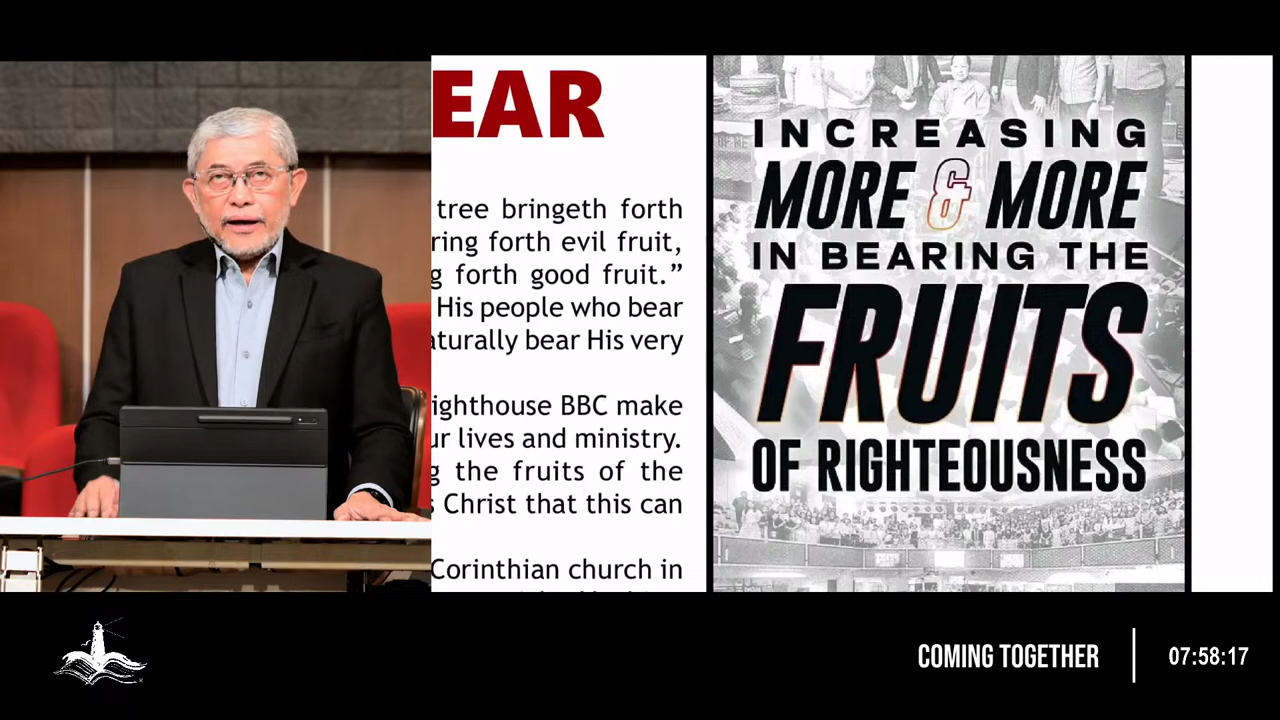 EAR
tree bringeth forth
ring forth evil fruit,
forth good fruit.”
His people who bear
aturally bear His very
ighthouse BBC make
ur lives and ministry.
the fruits of the
Christ that this can
Corinthian church in
INCREASING
MORE & MORE
IN BEARING THE
FRUITS
OF RIGHTEOUSNESS
COMING TOGETHER
07:58:17